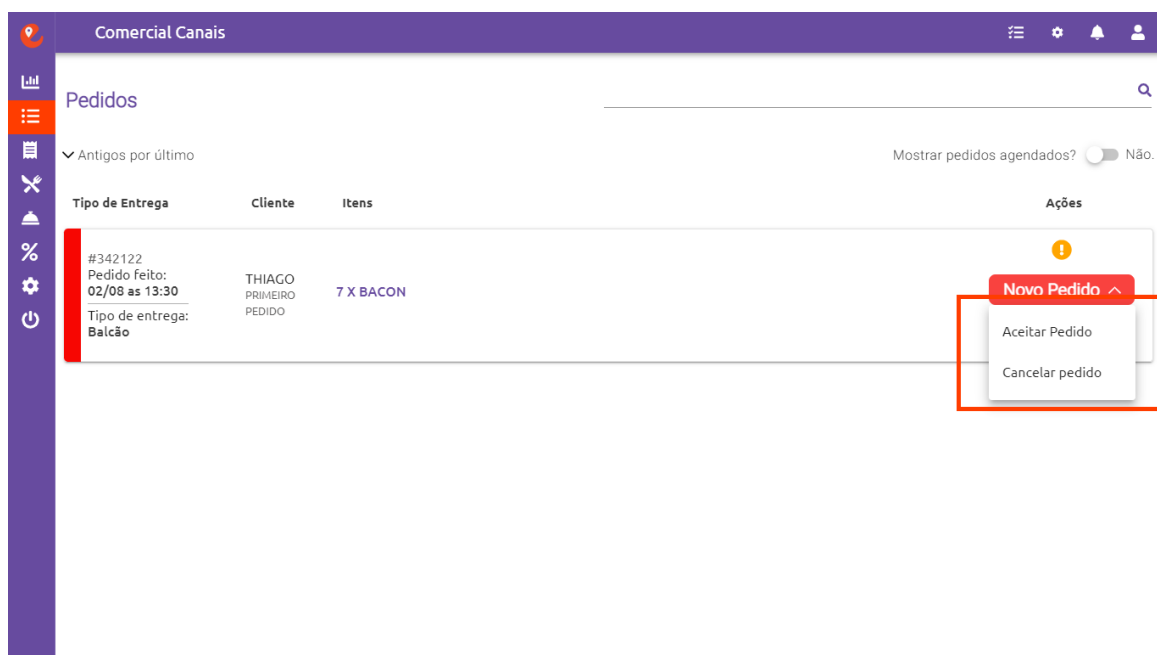 Comercial Canais
Pedidos
Antigos por último
Mostrar pedidos agendados? Não.
Tipo de Entrega Cliente Itens Ações
#342122
Pedido feito:
02/08 as 13:30
Tipo de entrega:
Balcão
THIAGO
PRIMEIRO
PEDIDO
7 X BACON
Novo Pedido
Aceitar Pedido
Cancelar pedido